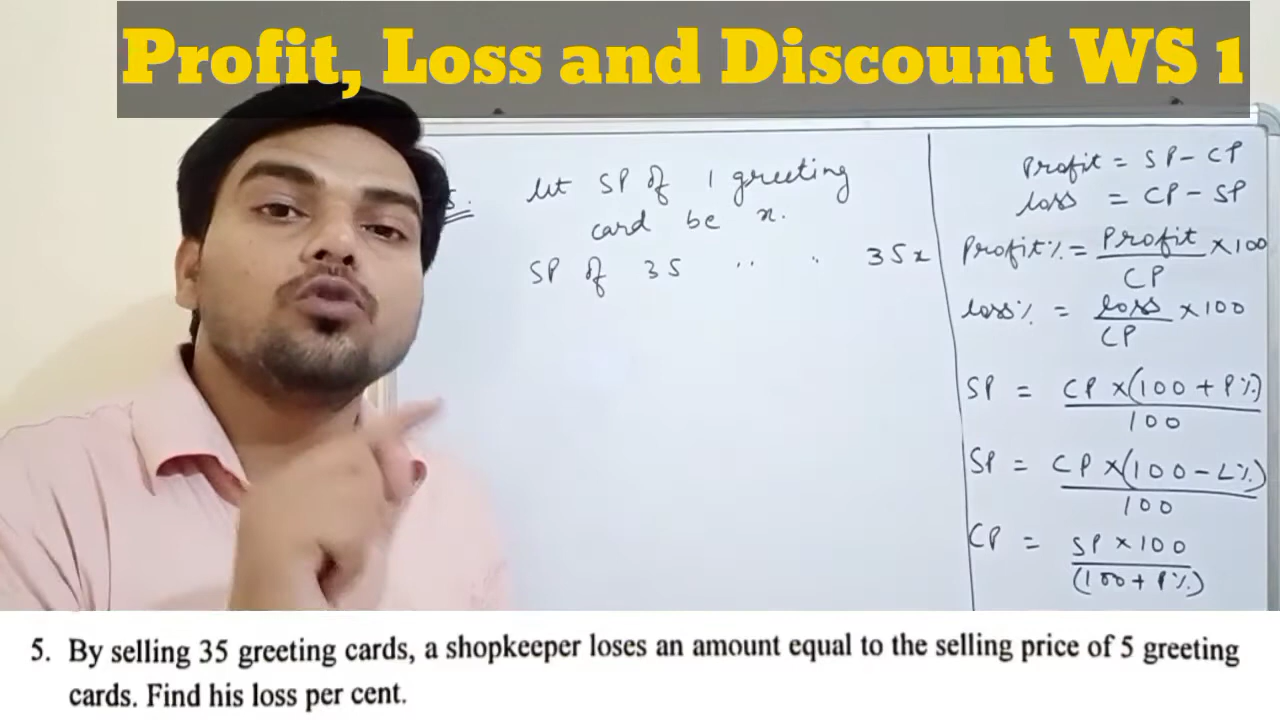 Profit, Loss and Discount WS 1
5. let SP of 1 greeting
card be x.
SP of 35 " " 35x
Profit = SP - CP
loss = CP - SP
Profit% = Profit/CP × 100
loss% = loss/CP × 100
SP = CP × (100 + P%)/100
SP = CP × (100 - L%)/100
CP = SP × 100/(100 + P%)
5. By selling 35 greeting cards, a shopkeeper loses an amount equal to the selling price of 5 greeting
cards. Find his loss per cent.